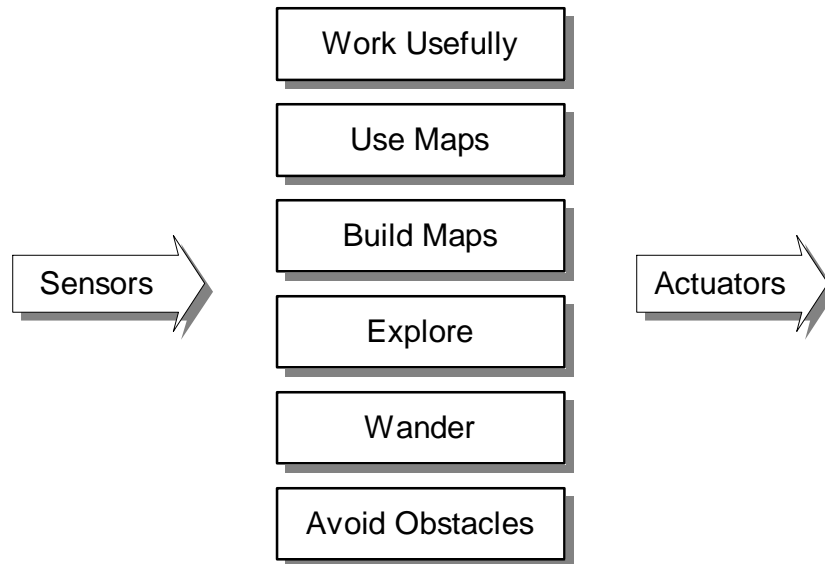 Work Usefully
Use Maps
Build Maps
Sensors
Actuators
Explore
Wander
Avoid Obstacles